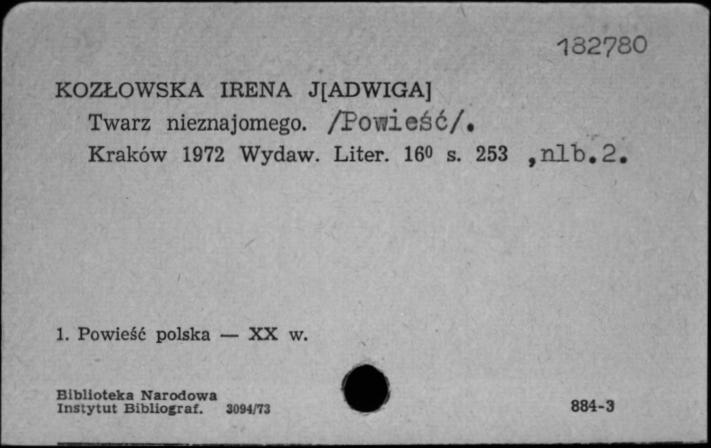 182780
KOZŁOWSKA IRENA J[ADWIGA]
Twarz nieznajomego. /Powieść/.
Kraków 1972 Wydaw. Liter. 16⁰ s. 253 ,nlb.2.
1. Powieść polska — XX w.
Biblioteka Narodowa
Instytut Bibliograf. 3094/73
884-3